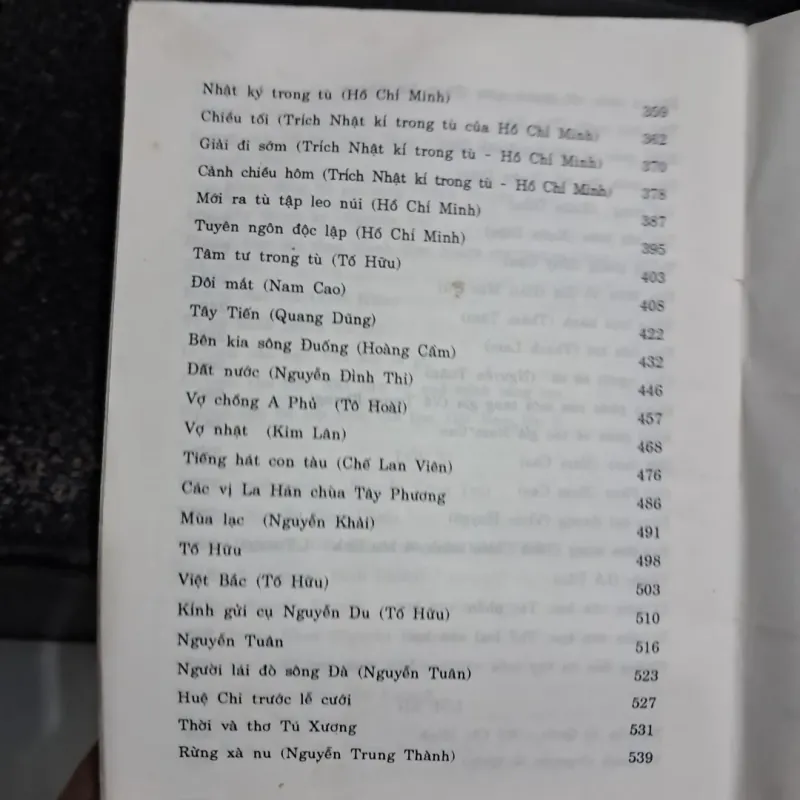 Nhật ký trong tù (Hồ Chí Minh) 359
Chiều tối (Trích Nhật kí trong tù của Hồ Chí Minh) 362
Giải đi sớm (Trích Nhật kí trong tù - Hồ Chí Minh) 370
Cảnh chiều hôm (Trích Nhật kí trong tù - Hồ Chí Minh) 378
Mới ra tù tập leo núi (Hồ Chí Minh) 387
Tuyên ngôn độc lập (Hồ Chí Minh) 395
Tâm tư trong tù (Tố Hữu) 403
Đôi mắt (Nam Cao) 408
Tây Tiến (Quang Dũng) 422
Bên kia sông Đuống (Hoàng Cầm) 432
Đất nước (Nguyễn Đình Thi) 446
Vợ chồng A Phủ (Tô Hoài) 457
Vợ nhặt (Kim Lân) 468
Tiếng hát con tàu (Chế Lan Viên) 476
Các vị La Hán chùa Tây Phương 486
Mùa lạc (Nguyễn Khải) 491
Tố Hữu 498
Việt Bắc (Tố Hữu) 503
Kính gửi cụ Nguyễn Du (Tố Hữu) 510
Nguyễn Tuân 516
Người lái đò sông Đà (Nguyễn Tuân) 523
Huệ Chi trước lễ cưới 527
Thời và thơ Tú Xương 531
Rừng xà nu (Nguyễn Trung Thành) 539